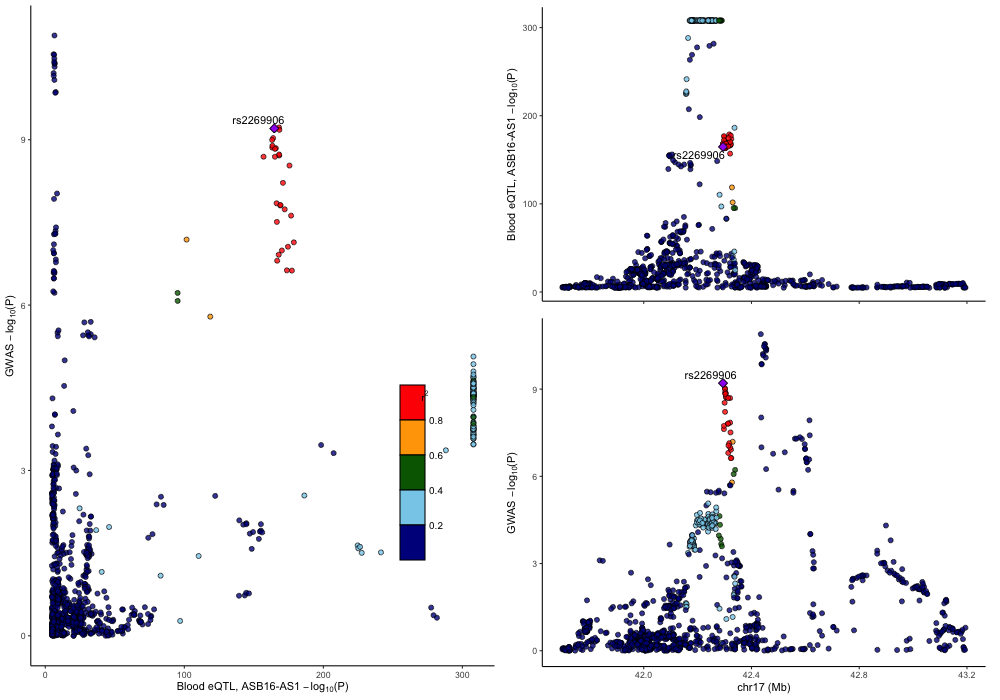 rs2269906
GWAS −log10(P)
9
6
3
0
0
100
200
300
Blood eQTL, ASB16-AS1 −log10(P)
r2
0.8
0.6
0.4
0.2
Blood eQTL, ASB16-AS1 −log10(P)
300
200
100
0
rs2269906
GWAS −log10(P)
9
6
3
0
rs2269906
42.0
42.4
42.8
43.2
chr17 (Mb)